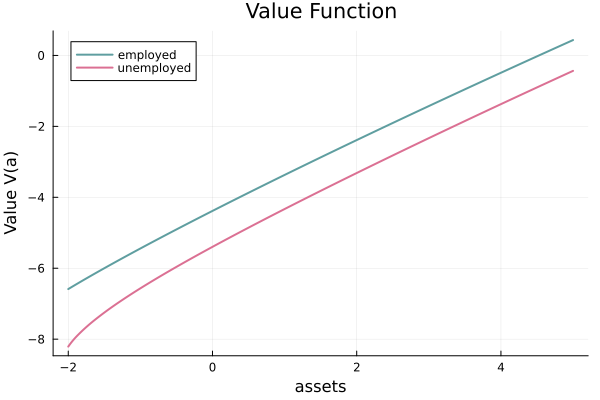 Value Function
employed
unemployed
Value V(a)
0
−2
−4
−6
−8
−2
0
2
4
assets